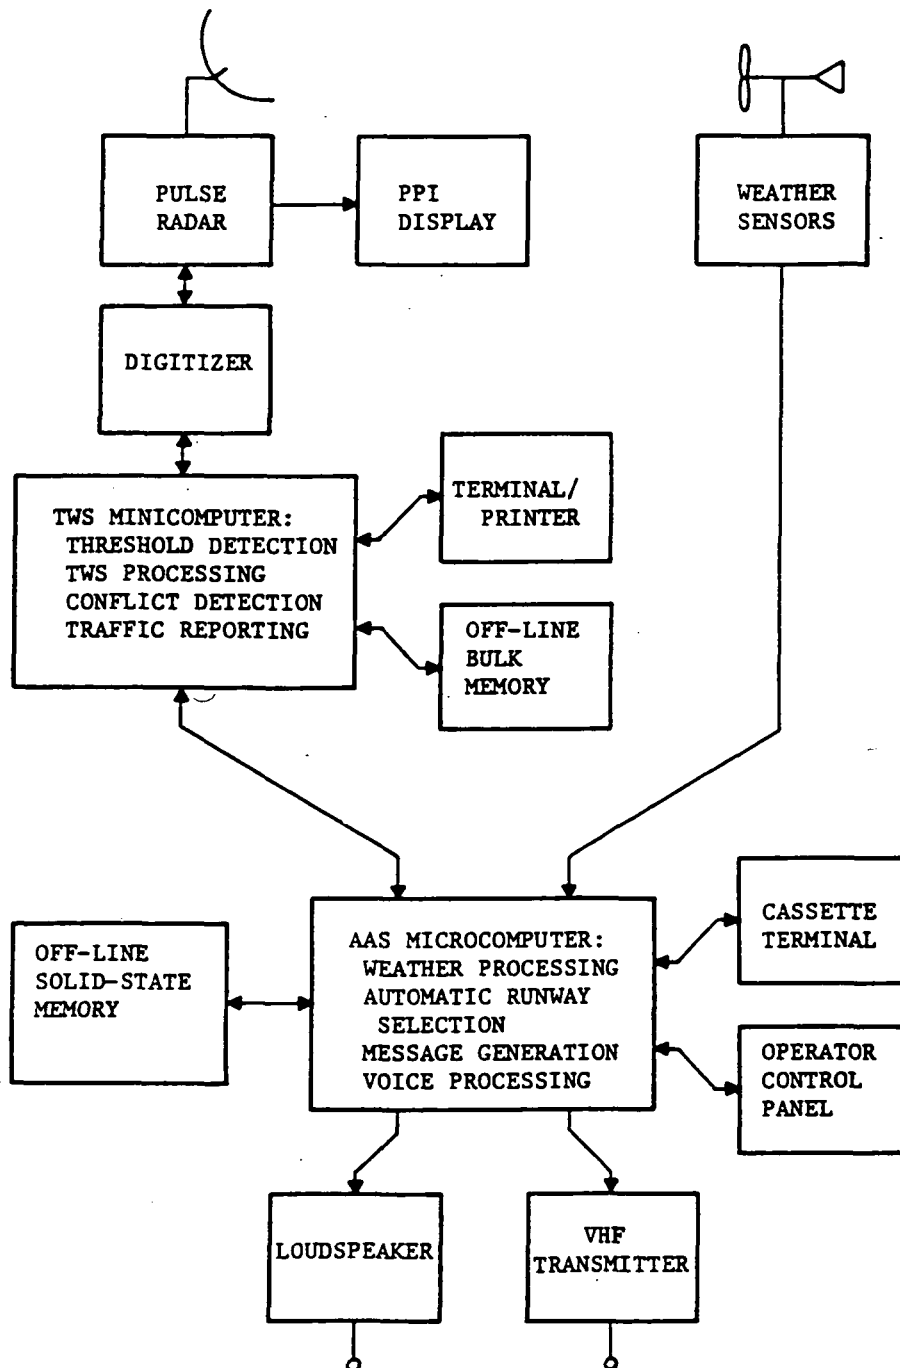 PULSE
RADAR
PPI
DISPLAY
WEATHER
SENSORS
DIGITIZER
TERMINAL/
PRINTER
TWS MINICOMPUTER:
THRESHOLD DETECTION
TWS PROCESSING
CONFLICT DETECTION
TRAFFIC REPORTING
OFF-LINE
BULK
MEMORY
CASSETTE
TERMINAL
AAS MICROCOMPUTER:
WEATHER PROCESSING
AUTOMATIC RUNWAY
SELECTION
MESSAGE GENERATION
VOICE PROCESSING
OFF-LINE
SOLID-STATE
MEMORY
OPERATOR
CONTROL
PANEL
LOUDSPEAKER
VHF
TRANSMITTER